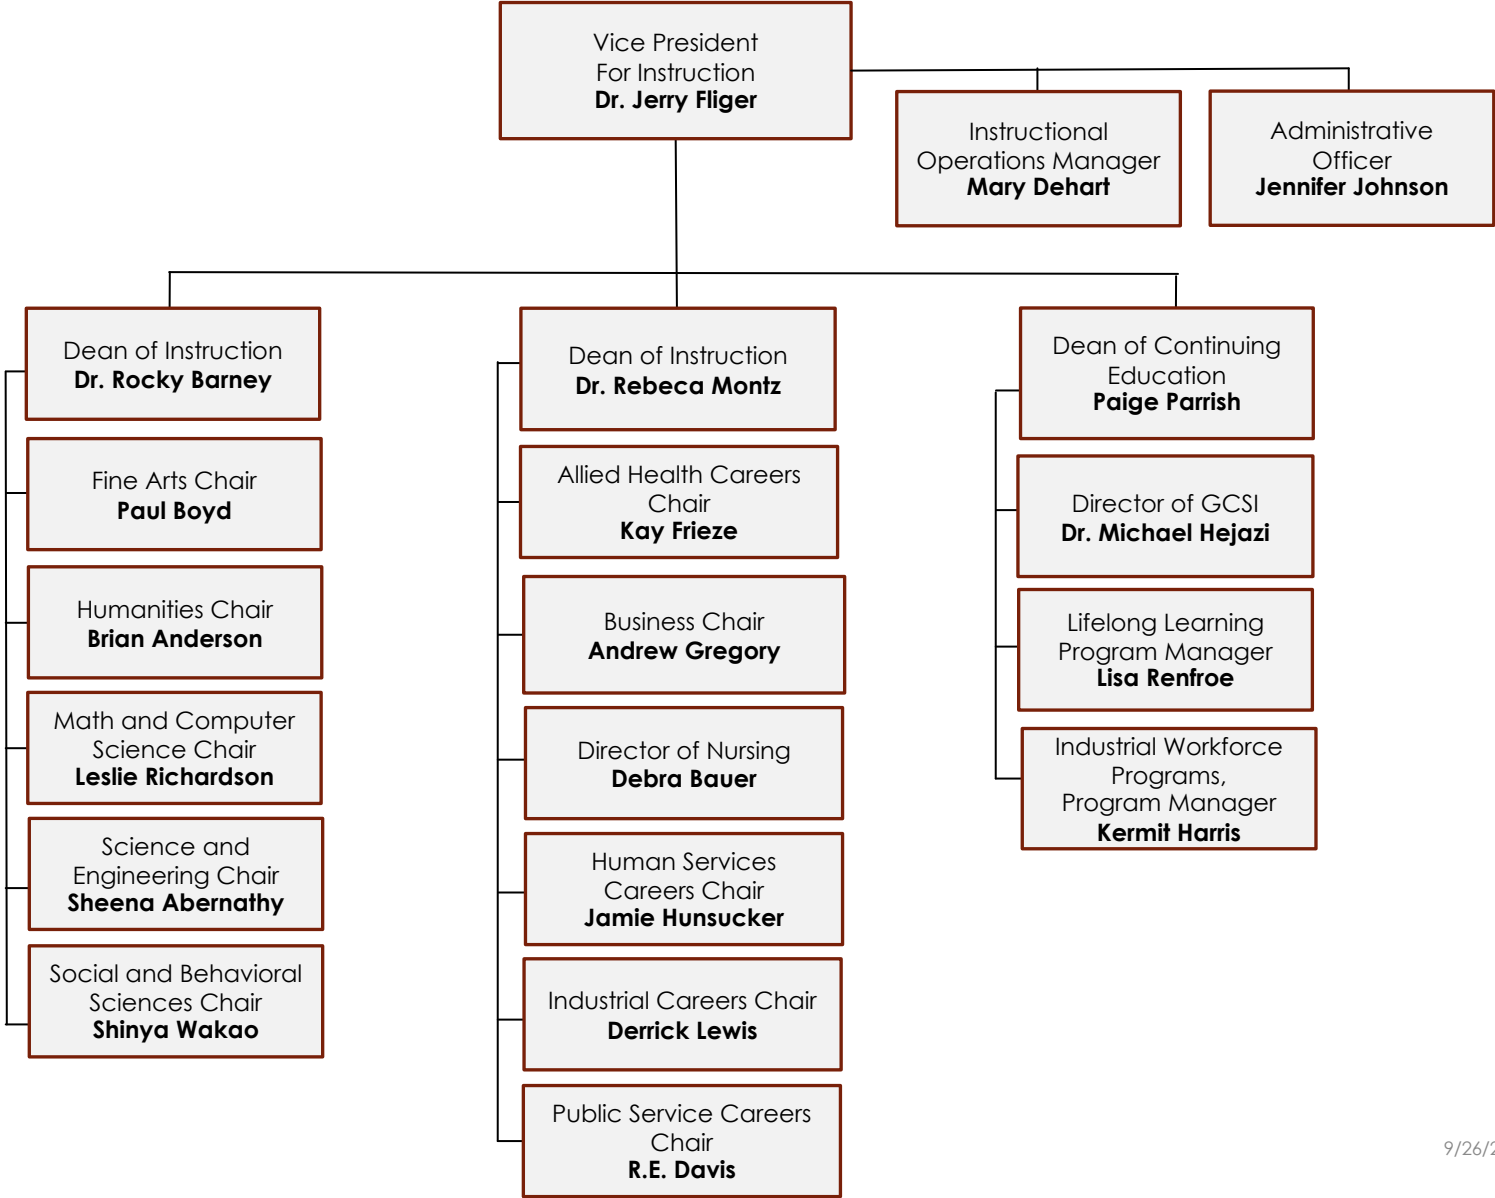 Vice President
For Instruction
Dr. Jerry Fliger
Instructional
Operations Manager
Mary Dehart
Administrative
Officer
Jennifer Johnson
Dean of Instruction
Dr. Rocky Barney
Fine Arts Chair
Paul Boyd
Humanities Chair
Brian Anderson
Math and Computer
Science Chair
Leslie Richardson
Science and
Engineering Chair
Sheena Abernathy
Social and Behavioral
Sciences Chair
Shinya Wakao
Dean of Instruction
Dr. Rebeca Montz
Allied Health Careers
Chair
Kay Frieze
Business Chair
Andrew Gregory
Director of Nursing
Debra Bauer
Human Services
Careers Chair
Jamie Hunsucker
Industrial Careers Chair
Derrick Lewis
Public Service Careers
Chair
R.E. Davis
Dean of Continuing
Education
Paige Parrish
Director of GCSI
Dr. Michael Hejazi
Lifelong Learning
Program Manager
Lisa Renfroe
Industrial Workforce
Programs,
Program Manager
Kermit Harris
9/26/2